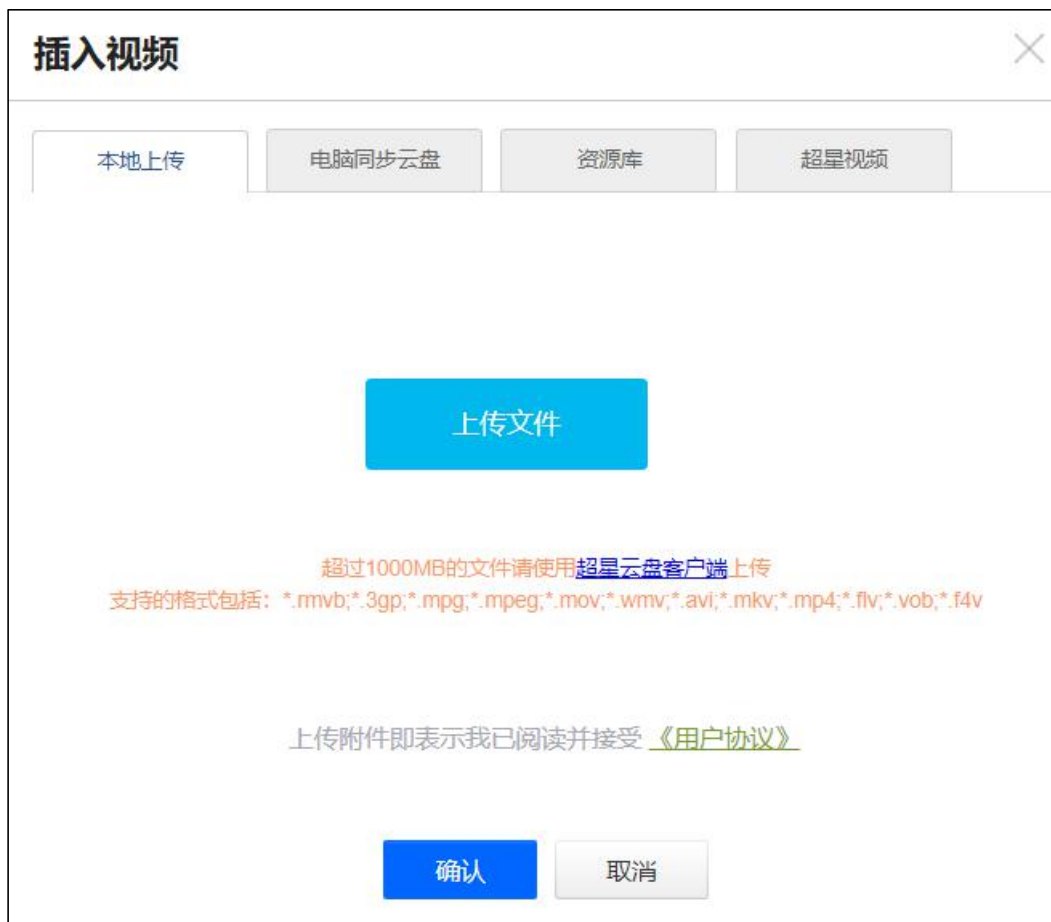 插入视频
本地上传 电脑同步云盘 资源库 超星视频
上传文件
超过1000MB的文件请使用超星云盘客户端上传
支持的格式包括：*.rmvb;*.3gp;*.mpg;*.mpeg;*.mov;*.wmv;*.avi;*.mkv;*.mp4;*.flv;*.vob;*.f4v
上传附件即表示我已阅读并接受 《用户协议》
确认 取消